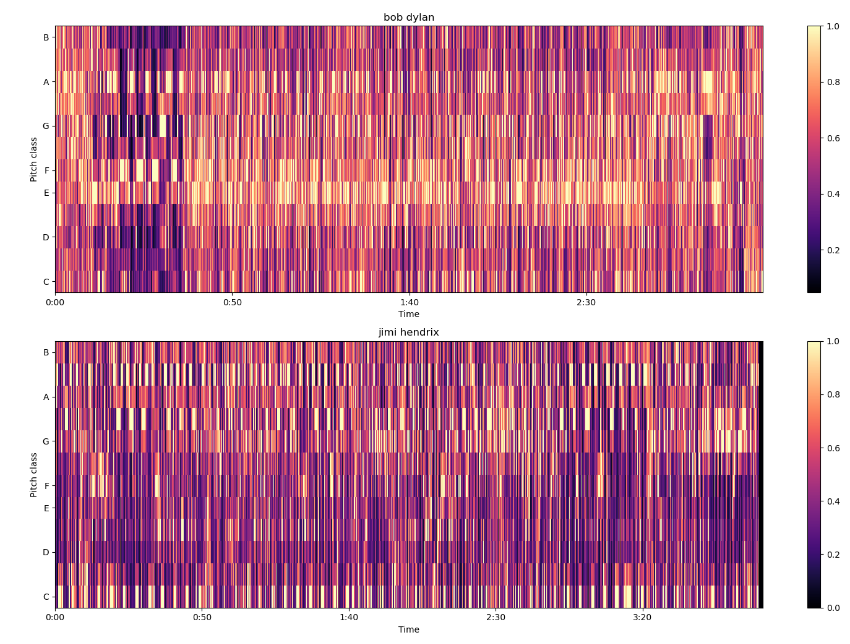 bob dylan
B
A
G
F
E
D
C
Pitch class
0:00 0:50 1:40 2:30
Time
1.0
0.8
0.6
0.4
0.2
jimi hendrix
B
A
G
F
E
D
C
Pitch class
0:00 0:50 1:40 2:30 3:20
Time
1.0
0.8
0.6
0.4
0.2
0.0